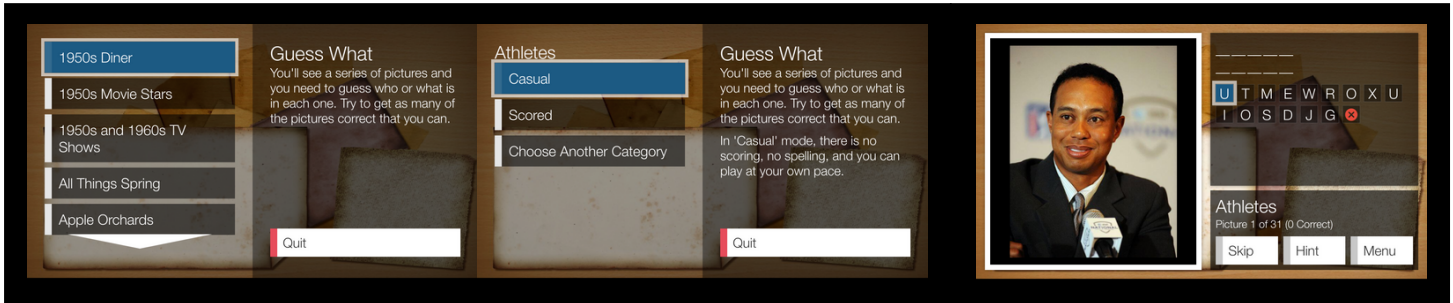 1950s Diner
1950s Movie Stars
1950s and 1960s TV
Shows
All Things Spring
Apple Orchards
Guess What
You'll see a series of pictures and
you need to guess who or what is
in each one. Try to get as many of
the pictures correct that you can.
Quit
Athletes
Casual
Scored
Choose Another Category
Guess What
You'll see a series of pictures and
you need to guess who or what is
in each one. Try to get as many of
the pictures correct that you can.
In 'Casual' mode, there is no
scoring, no spelling, and you can
play at your own pace.
Quit
_ _ _ _ _
_ _ _ _ _
U T M E W R O X U
I O S D J G
Athletes
Picture 1 of 31 (0 Correct)
Skip Hint Menu